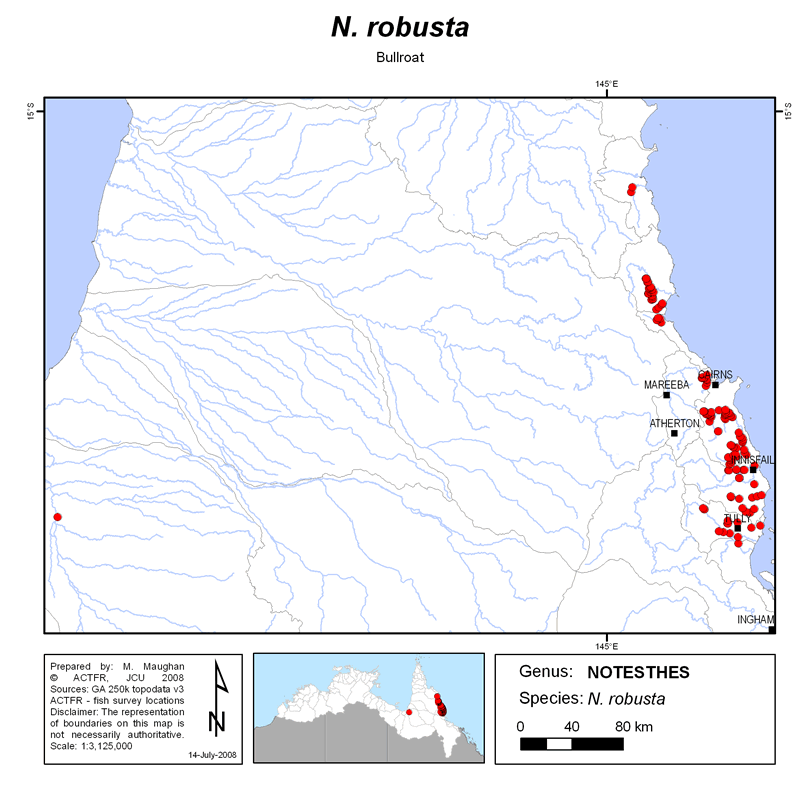 N. robusta
Bullroat
145°E
15°S
15°S
CAIRNS
MAREEBA
ATHERTON
INNISFAIL
TULLY
INGHAM
145°E
Prepared by: M. Maughan
© ACTFR, JCU 2008
Sources: GA 250k topodata v3
ACTFR - fish survey locations
Disclaimer: The representation
of boundaries on this map is
not necessarily authoritative.
Scale: 1:3,125,000
N
14-July-2008
Genus: NOTESTHES
Species: N. robusta
0 40 80 km